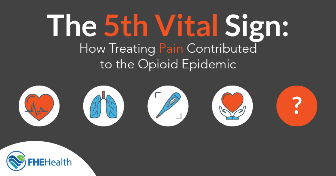 The 5th Vital Sign:
How Treating Pain Contributed
to the Opioid Epidemic
?
FHEHealth